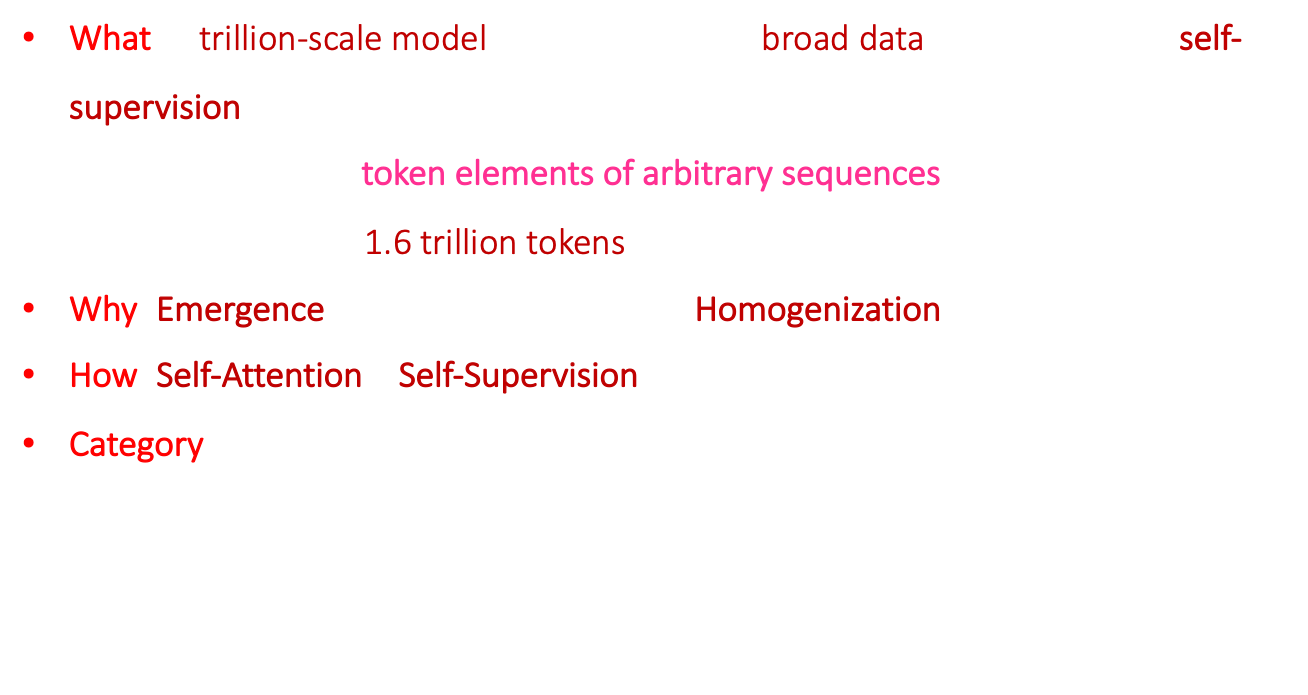 • What trillion-scale model broad data self-
supervision
token elements of arbitrary sequences
1.6 trillion tokens
• Why Emergence Homogenization
• How Self-Attention Self-Supervision
• Category